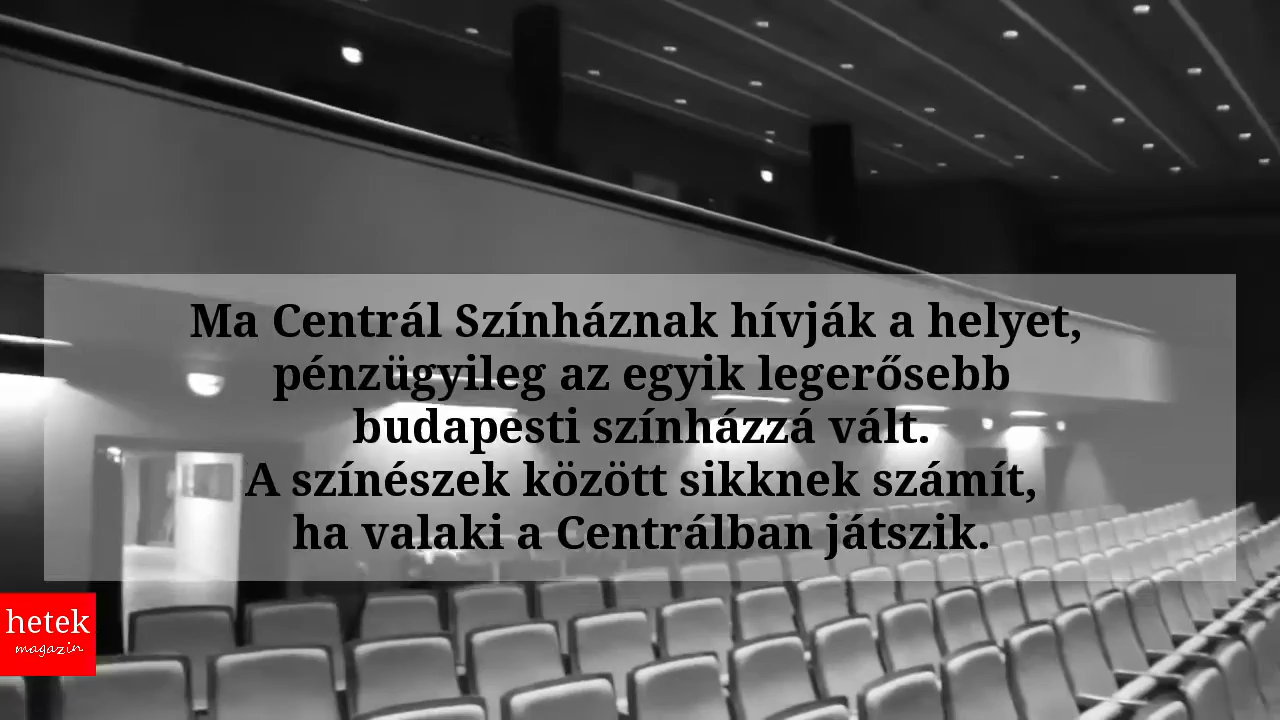 Ma Centrál Színháznak hívják a helyet,
pénzügyileg az egyik legerősebb
budapesti színházzá vált.
A színészek között sikknek számít,
ha valaki a Centrálban játszik.
hetek
magazin